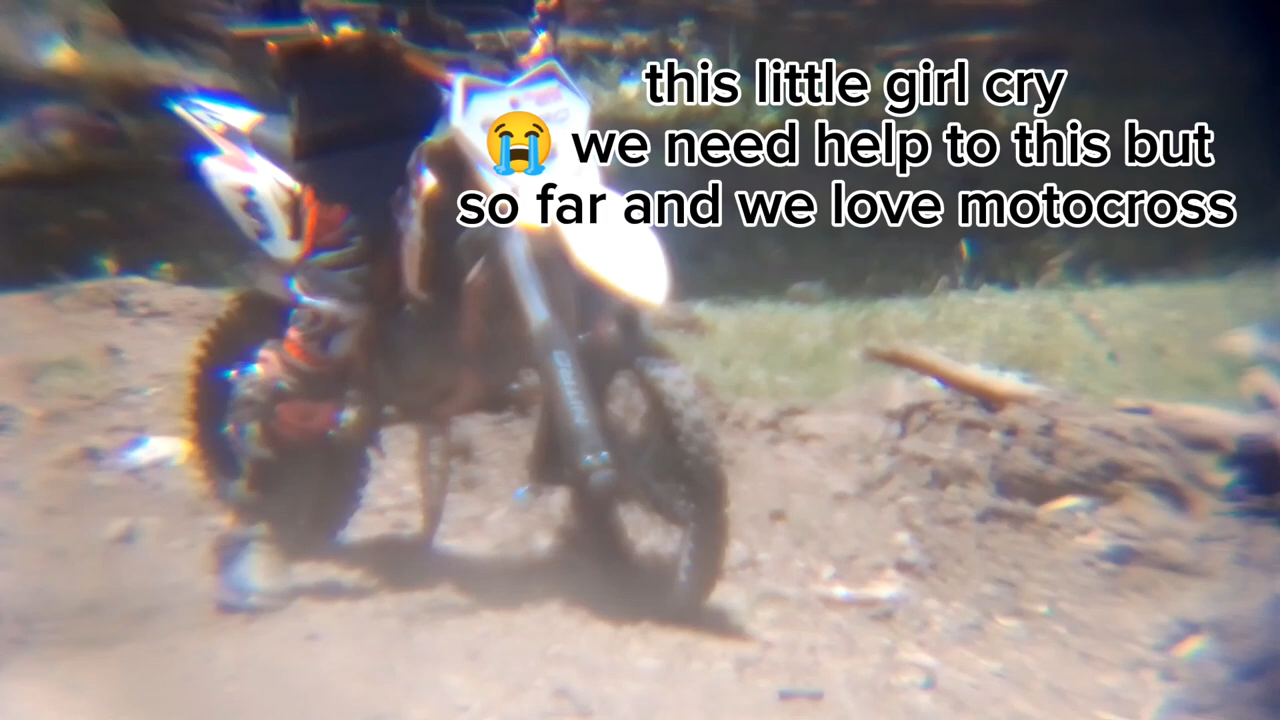 this little girl cry
😭 we need help to this but
so far and we love motocross